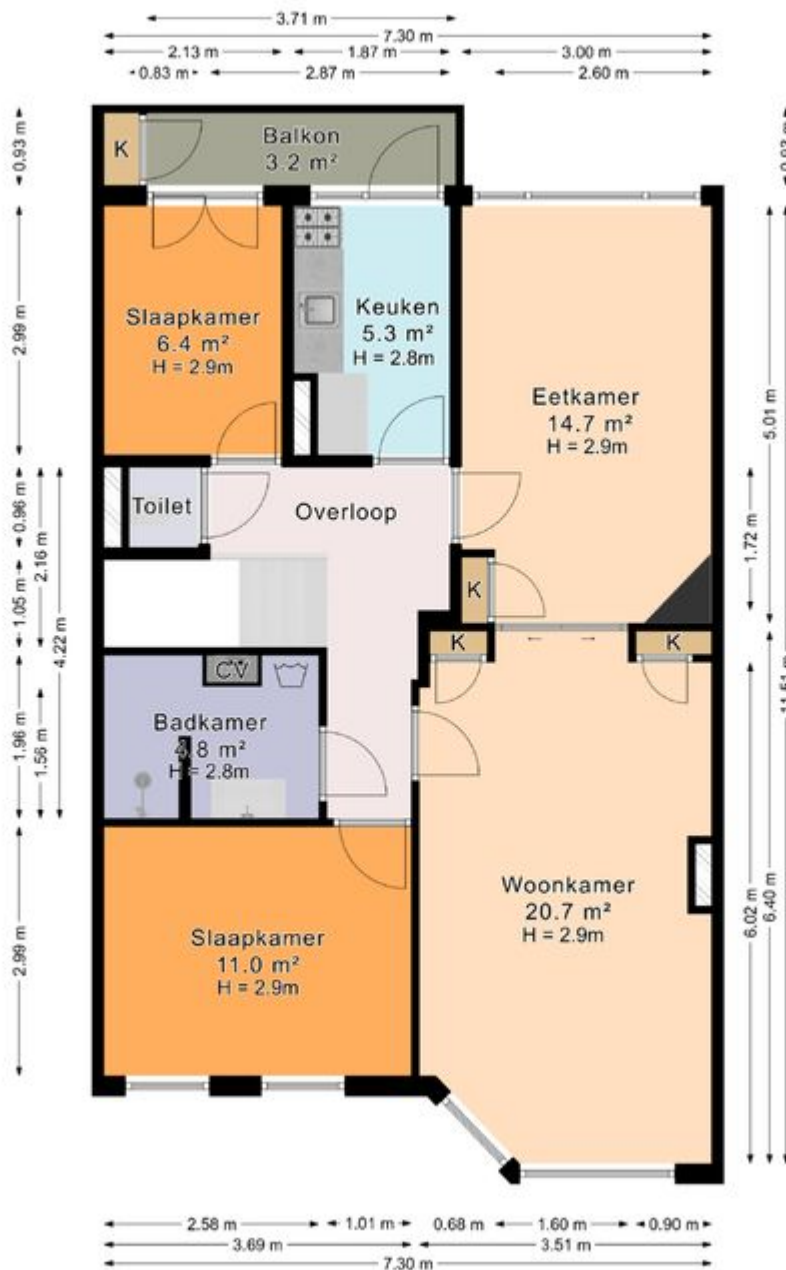 3.71 m
7.30 m
2.13 m
1.87 m
3.00 m
0.83 m
2.87 m
2.60 m
0.93 m
0.93 m
K
Balkon
3.2 m²
2.99 m
Slaapkamer
6.4 m²
H = 2.9m
Keuken
5.3 m²
H = 2.8m
Eetkamer
14.7 m²
H = 2.9m
5.01 m
0.96 m
2.16 m
4.22 m
1.05 m
Toilet
Overloop
1.72 m
K
K
K
11.51 m
CV
Badkamer
4.8 m²
H = 2.8m
1.96 m
1.56 m
Woonkamer
20.7 m²
H = 2.9m
6.02 m
6.40 m
2.99 m
Slaapkamer
11.0 m²
H = 2.9m
2.58 m
1.01 m
0.68 m
1.60 m
0.90 m
3.69 m
3.51 m
7.30 m